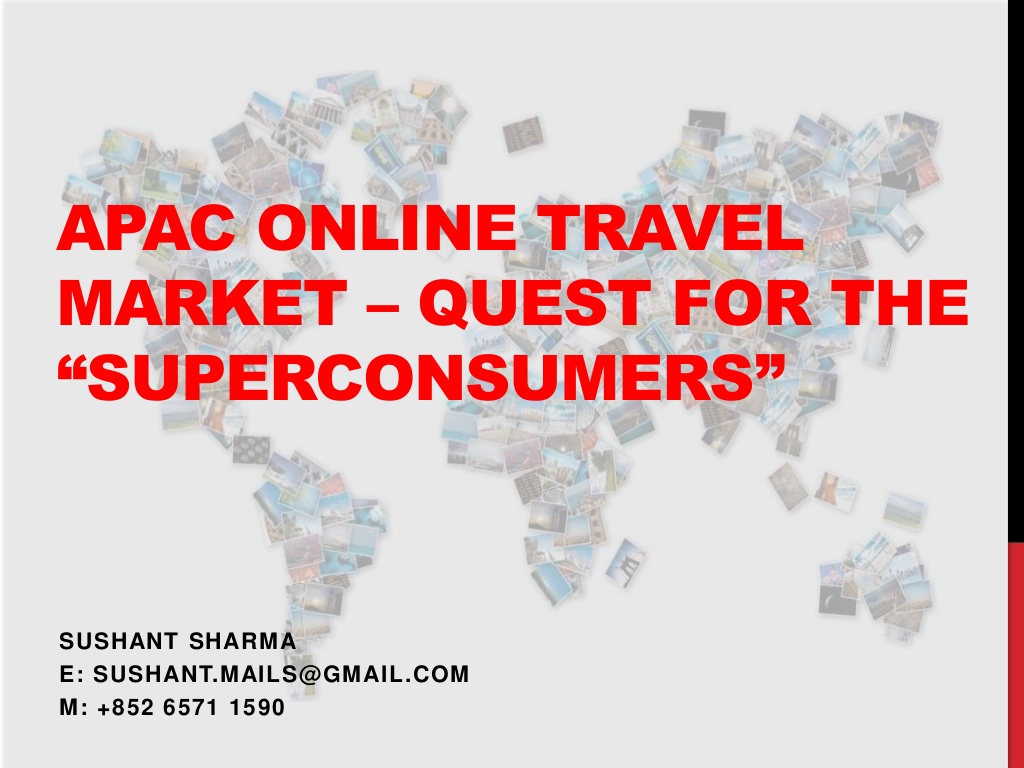 APAC ONLINE TRAVEL
MARKET – QUEST FOR THE
“SUPERCONSUMERS”
SUSHANT SHARMA
E: SUSHANT.MAILS@GMAIL.COM
M: +852 6571 1590